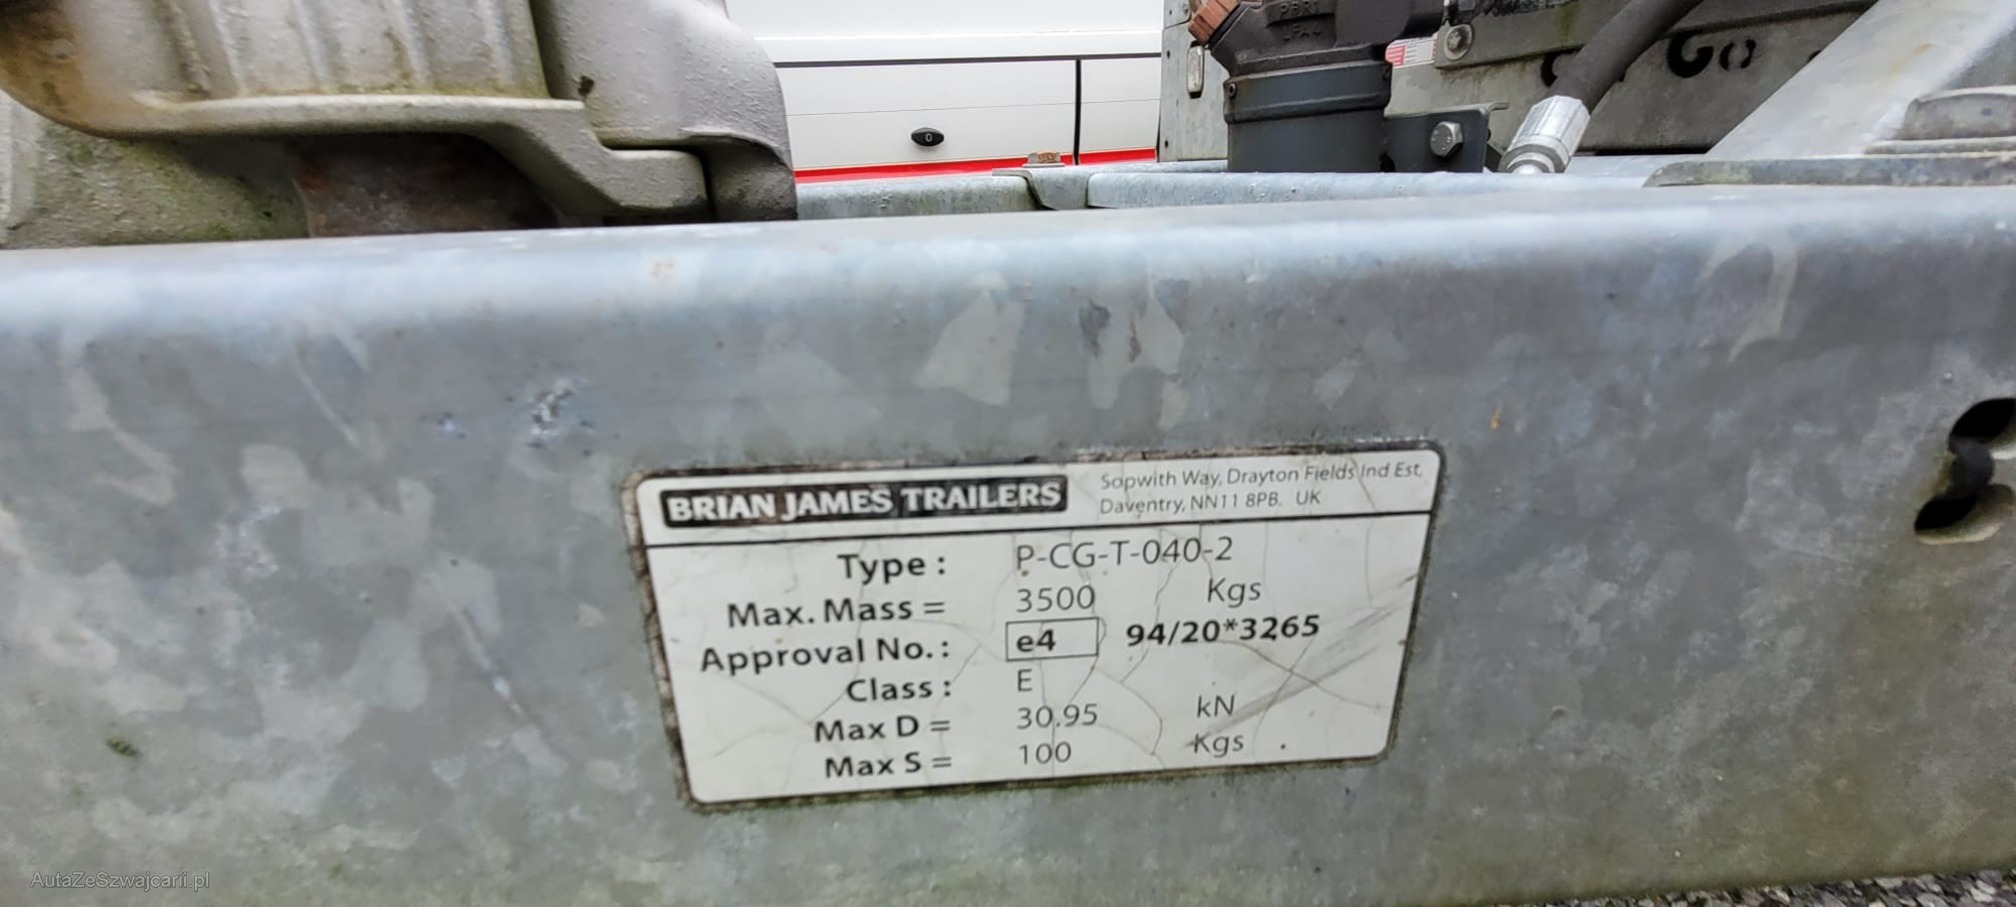 BRIAN JAMES TRAILERS
Sopwith Way, Drayton Fields Ind Est,
Daventry, NN11 8PB. UK
Type : P-CG-T-040-2
Max. Mass = 3500 Kgs
Approval No. : e4 94/20*3265
Class : E
Max D = 30.95 kN
Max S = 100 Kgs
AutaZeSzwajcarii.pl